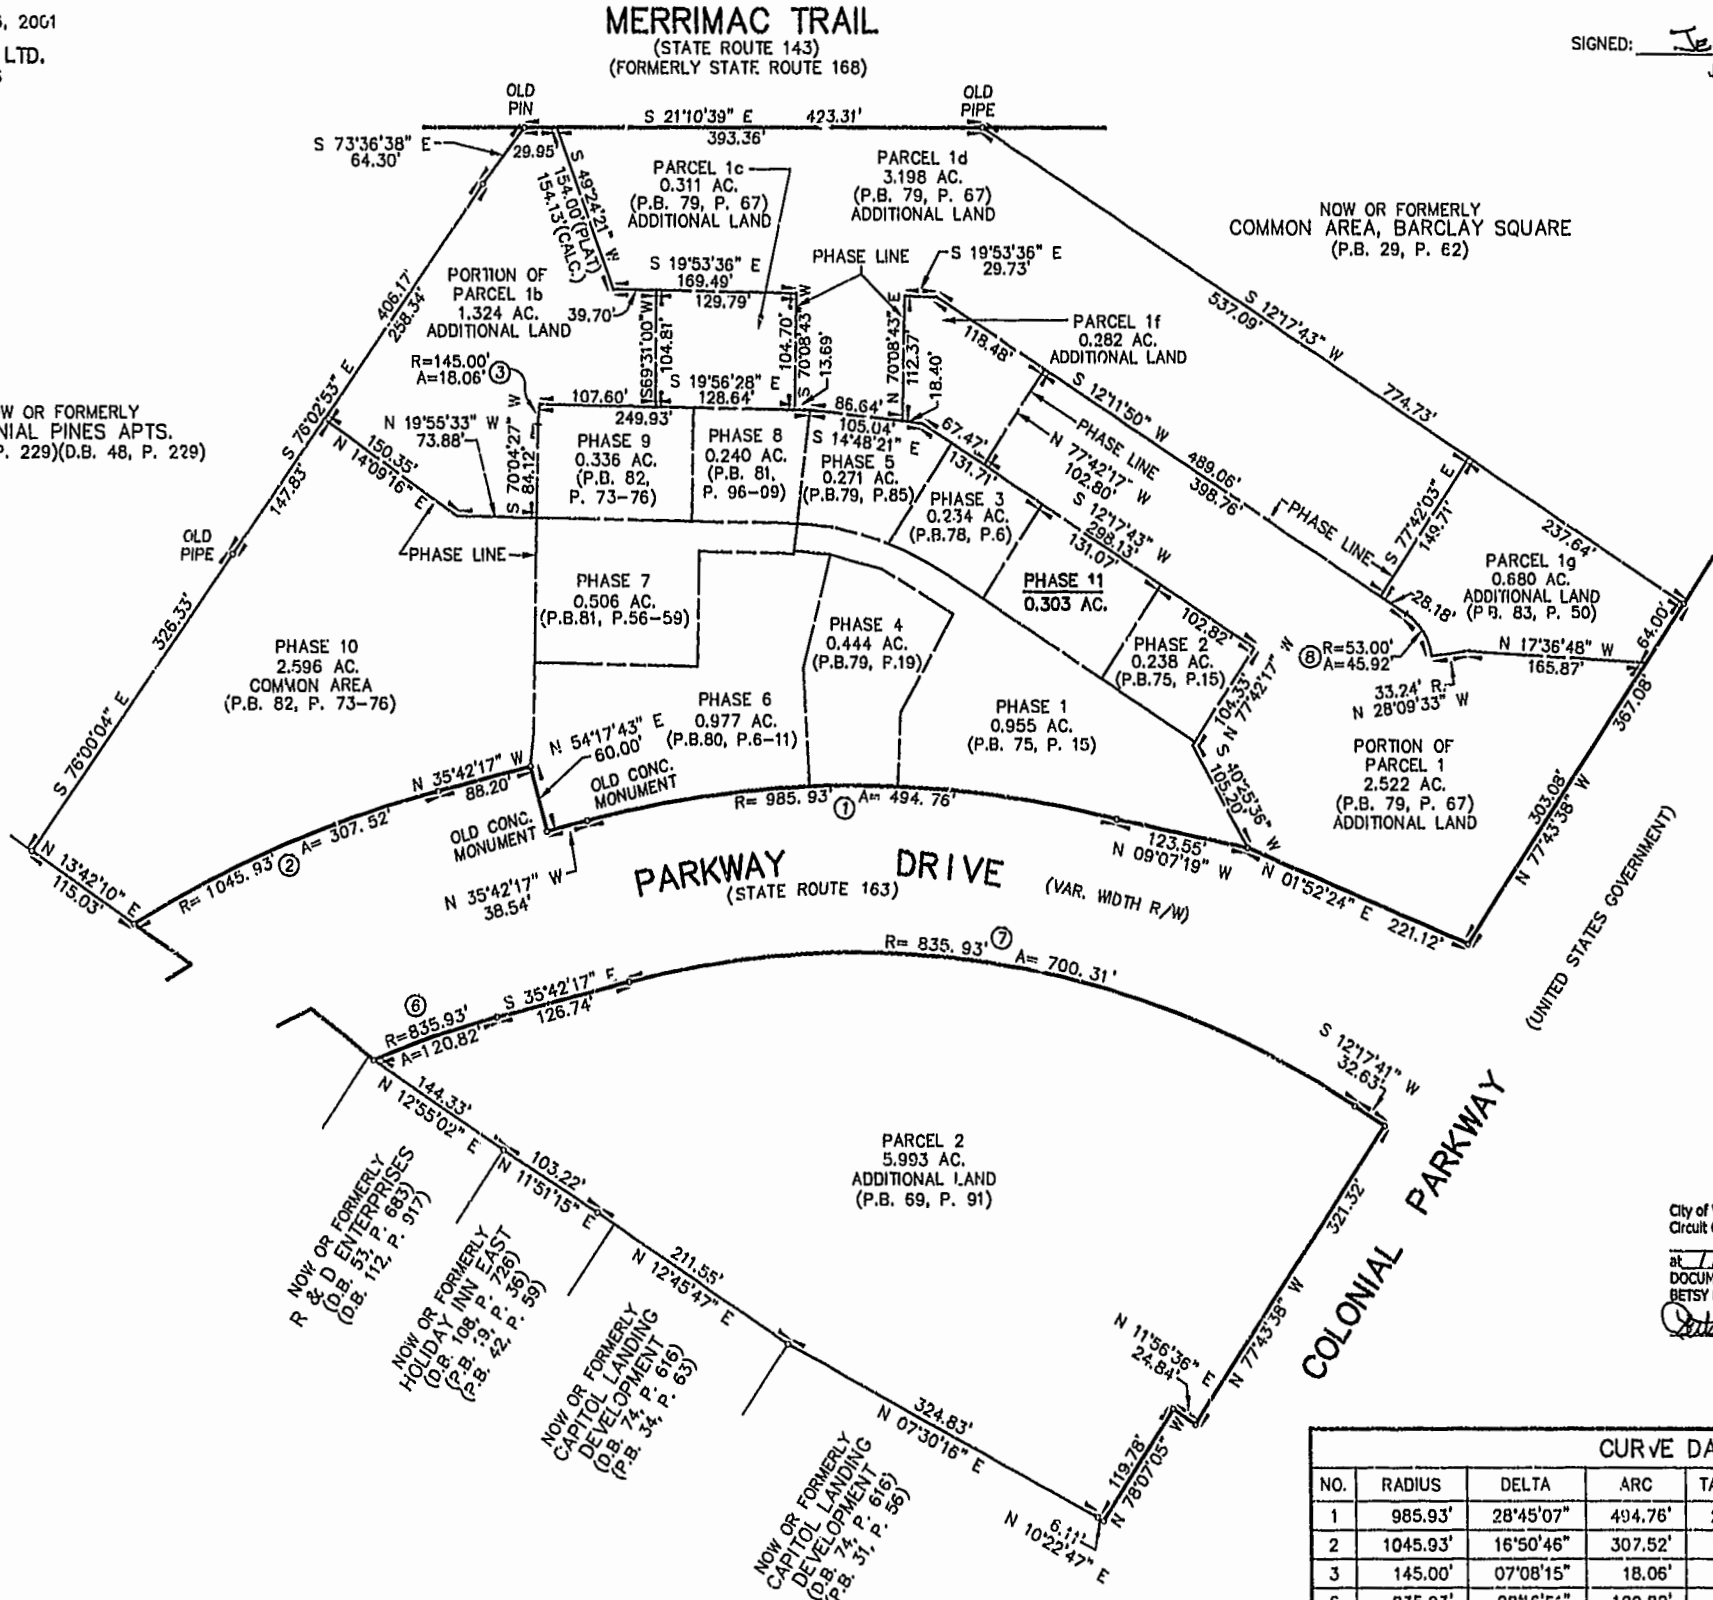 , 2001
LTD.
MERRIMAC TRAIL
(STATE ROUTE 143)
(FORMERLY STATE ROUTE 168)
SIGNED:
OLD
PIN
S 21°10'39" E 423.31'
393.36'
OLD
PIPE
S 73°36'38" E
64.30'
29.95'
S 49°24'21" W
154.00'(PLAT)
154.13'(CALC.)
PARCEL 1c
0.311 AC.
(P.B. 79, P. 67)
ADDITIONAL LAND
PARCEL 1d
3.198 AC.
(P.B. 79, P. 67)
ADDITIONAL LAND
NOW OR FORMERLY
COMMON AREA, BARCLAY SQUARE
(P.B. 29, P. 62)
PHASE LINE
S 19°53'36" E
29.73'
S 19°53'36" E
169.49'
129.79'
39.70'
PORTION OF
PARCEL 1b
1.324 AC.
ADDITIONAL LAND
406.17'
258.34'
S 76°02'53" E
147.83'
S69°31'00"W
104.81'
104.70'
S 70°08'43" W
13.69'
N 70°08'43" E
112.37'
18.40'
118.48'
PARCEL 1f
0.282 AC.
ADDITIONAL LAND
S 12°17'43" W
537.09'
774.73'
237.64'
R=145.00'
A=18.06' 3
107.60'
249.93'
S 19°56'28" E
128.64'
86.64'
105.04'
S 14°48'21" E
67.47'
131.71'
PHASE LINE
N 77°42'17" W
102.80'
S 12°11'50" W
489.06'
398.76'
PHASE LINE
S 77°42'03" E
149.71'
W OR FORMERLY
NIAL PINES APTS.
P. 229)(D.B. 48, P. 229)
N 19°55'33" W
73.88'
150.35'
N 14°09'16" E
S 70°04'27" W
84.12'
PHASE 9
0.336 AC.
(P.B. 82,
P. 73-76)
PHASE 8
0.240 AC.
(P.B. 81,
P. 96-09)
PHASE 5
0.271 AC.
(P.B.79, P.85)
PHASE 3
0.234 AC.
(P.B.78, P.6)
S 12°17'43" W
298.13'
131.07'
PHASE 11
0.303 AC.
102.82'
PHASE 2
0.238 AC.
(P.B.75, P.15)
PARCEL 1g
0.680 AC.
ADDITIONAL LAND
(P.B. 83, P. 50)
28.18'
8 R=53.00'
A=45.92'
N 17°36'48" W
165.87'
33.24' R.
N 28°09'33" W
64.00'
367.08'
303.08'
N 77°43'38" W
OLD
PIPE
PHASE LINE
PHASE 7
0.506 AC.
(P.B.81, P.56-59)
PHASE 4
0.444 AC.
(P.B.79, P.19)
PHASE 10
2.596 AC.
COMMON AREA
(P.B. 82, P. 73-76)
326.33'
S 76°00'04" E
PHASE 6
0.977 AC.
(P.B.80, P.6-11)
PHASE 1
0.955 AC.
(P.B. 75, P. 15)
104.33'
N 77°42'17" W
S 40°25'36" W
105.20'
PORTION OF
PARCEL 1
2.522 AC.
(P.B. 79, P. 67)
ADDITIONAL LAND
N 54°17'43" E
60.00'
OLD CONC.
MONUMENT
N 35°42'17" W
88.20'
OLD CONC.
MONUMENT
R= 985.93' 1 A= 494.76'
R= 1045.93' 2 A= 307.52'
N 13°42'10" E
115.03'
N 35°42'17" W
38.54'
123.55'
N 09°07'19" W
N 01°52'24" E
221.12'
PARKWAY DRIVE
(STATE ROUTE 163)
(VAR. WIDTH R/W)
(UNITED STATES GOVERNMENT)
COLONIAL PARKWAY
6
R=835.93'
A=120.82'
S 35°42'17" E
126.74'
R= 835.93' 7 A= 700.31'
S 12°17'41" W
32.63'
144.33'
N 12°55'02" E
103.22'
N 11°51'15" E
211.55'
N 12°45'47" E
324.83'
N 07°30'16" E
PARCEL 2
5.993 AC.
ADDITIONAL LAND
(P.B. 69, P. 91)
321.32'
N 77°43'38" W
N 11°56'36" E
24.84'
119.78'
N 78°07'05" W
6.11'
N 10°22'47" E
NOW OR FORMERLY
R & D ENTERPRISES
(D.B. 53, P. 683)
(D.B. 112, P. 917)
NOW OR FORMERLY
HOLIDAY INN EAST
(D.B. 108, P. 726)
(P.B. 19, P. 36)
(P.B. 42, P. 59)
NOW OR FORMERLY
CAPITOL LANDING
DEVELOPMENT
(D.B. 74, P. 616)
(P.B. 34, P. 63)
NOW OR FORMERLY
CAPITOL LANDING
DEVELOPMENT
(D.B. 74, P. 616)
(P.B. 31, P. 56)
City of
Circuit
at
DOCUM
BETSY
CURVE DA
NO. RADIUS DELTA ARC TA
1 985.93' 28°45'07" 494.76'
2 1045.93' 16°50'46" 307.52'
3 145.00' 07°08'15" 18.06'